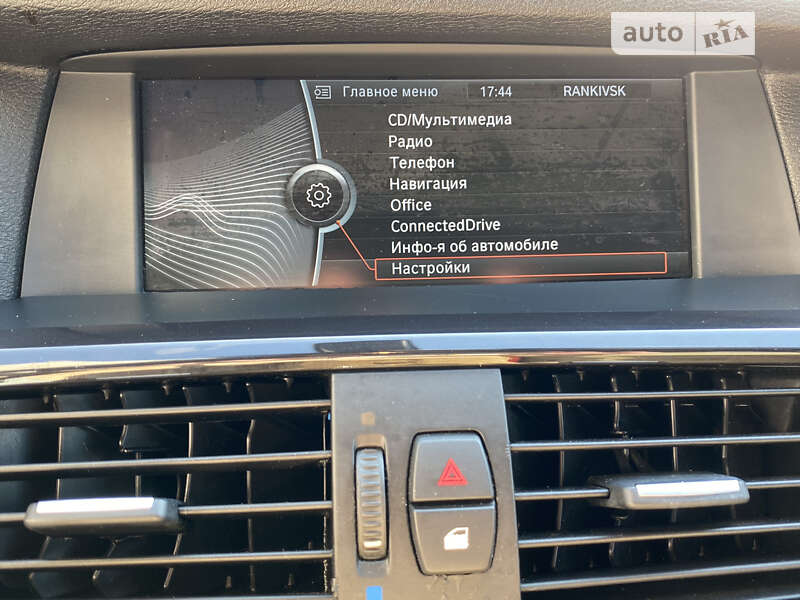 auto RIA
Главное меню 17:44 RANKIVSK
CD/Мультимедиа
Радио
Телефон
Навигация
Office
ConnectedDrive
Инфо-я об автомобиле
Настройки